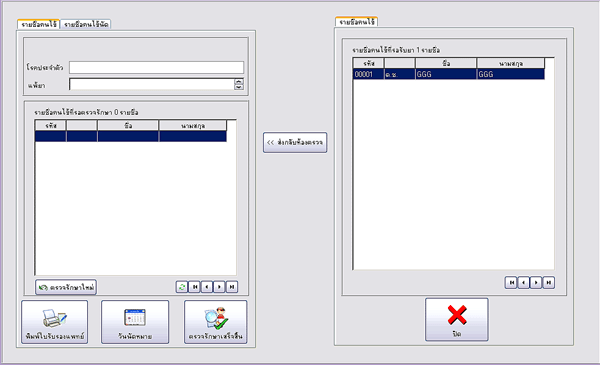 รายชื่อคนไข้ รายชื่อคนไข้นัด
โรคประจำตัว
แพ้ยา
รายชื่อคนไข้ที่รอตรวจรักษา 0 รายชื่อ
รหัส ชื่อ นามสกุล
ตรวจรักษาใหม่
พิมพ์ใบรับรองแพทย์ วันนัดหมาย ตรวจรักษาเสร็จสิ้น
<< ส่งกลับห้องตรวจ
รายชื่อคนไข้
รายชื่อคนไข้ที่รอรับยา 1 รายชื่อ
รหัส ชื่อ นามสกุล
00001 ด.ช. GGG GGG
ปิด